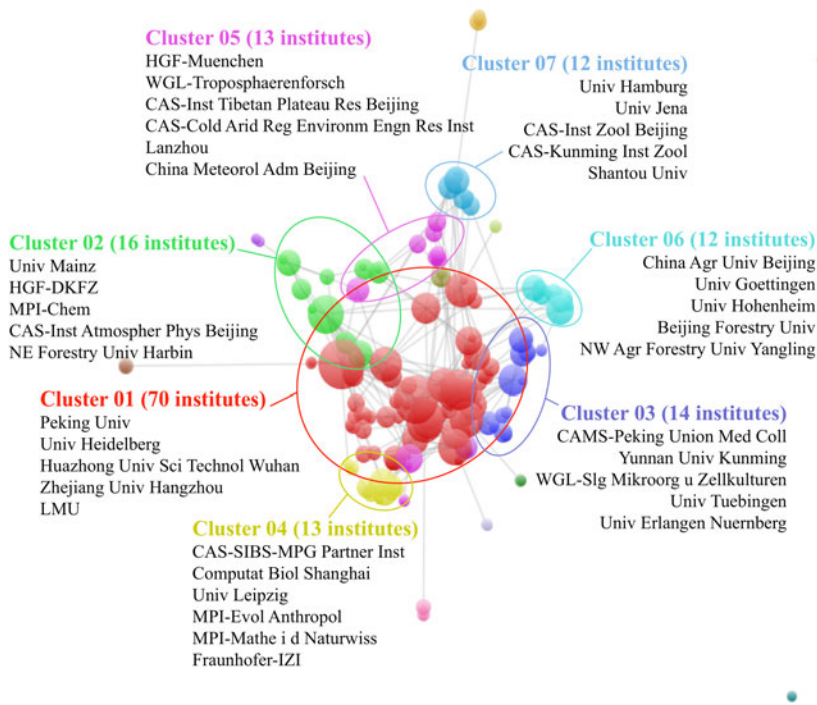 Cluster 05 (13 institutes)
HGF-Muenchen
WGL-Troposphaerenforsch
CAS-Inst Tibetan Plateau Res Beijing
CAS-Cold Arid Reg Environm Engn Res Inst
Lanzhou
China Meteorol Adm Beijing
Cluster 07 (12 institutes)
Univ Hamburg
Univ Jena
CAS-Inst Zool Beijing
CAS-Kunming Inst Zool
Shantou Univ
Cluster 02 (16 institutes)
Univ Mainz
HGF-DKFZ
MPI-Chem
CAS-Inst Atmospher Phys Beijing
NE Forestry Univ Harbin
Cluster 06 (12 institutes)
China Agr Univ Beijing
Univ Goettingen
Univ Hohenheim
Beijing Forestry Univ
NW Agr Forestry Univ Yangling
Cluster 01 (70 institutes)
Peking Univ
Univ Heidelberg
Huazhong Univ Sci Technol Wuhan
Zhejiang Univ Hangzhou
LMU
Cluster 03 (14 institutes)
CAMS-Peking Union Med Coll
Yunnan Univ Kunming
WGL-Slg Mikroorg u Zellkulturen
Univ Tuebingen
Univ Erlangen Nuernberg
Cluster 04 (13 institutes)
CAS-SIBS-MPG Partner Inst
Computat Biol Shanghai
Univ Leipzig
MPI-Evol Anthropol
MPI-Mathe i d Naturwiss
Fraunhofer-IZI